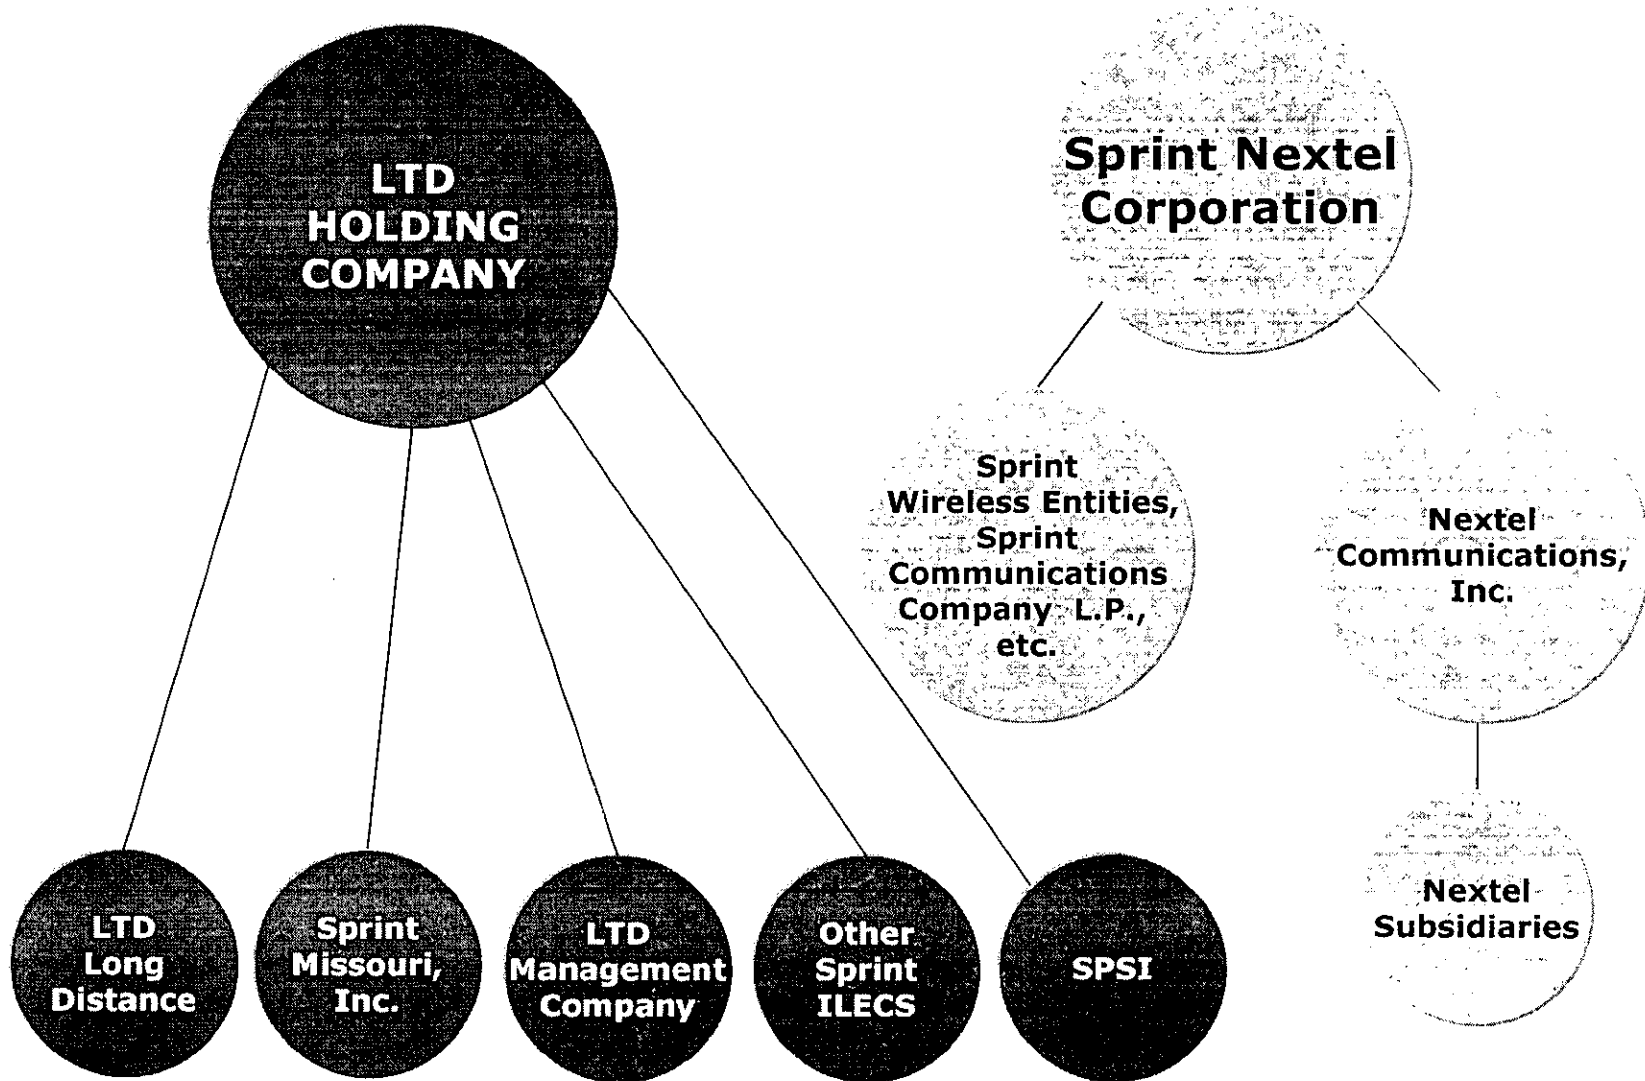 LTD
HOLDING
COMPANY
Sprint Nextel
Corporation
Sprint
Wireless Entities,
Sprint
Communications
Company L.P.,
etc.
Nextel
Communications,
Inc.
LTD
Long
Distance
Sprint
Missouri,
Inc.
LTD
Management
Company
Other
Sprint
ILECS
SPSI
Nextel
Subsidiaries